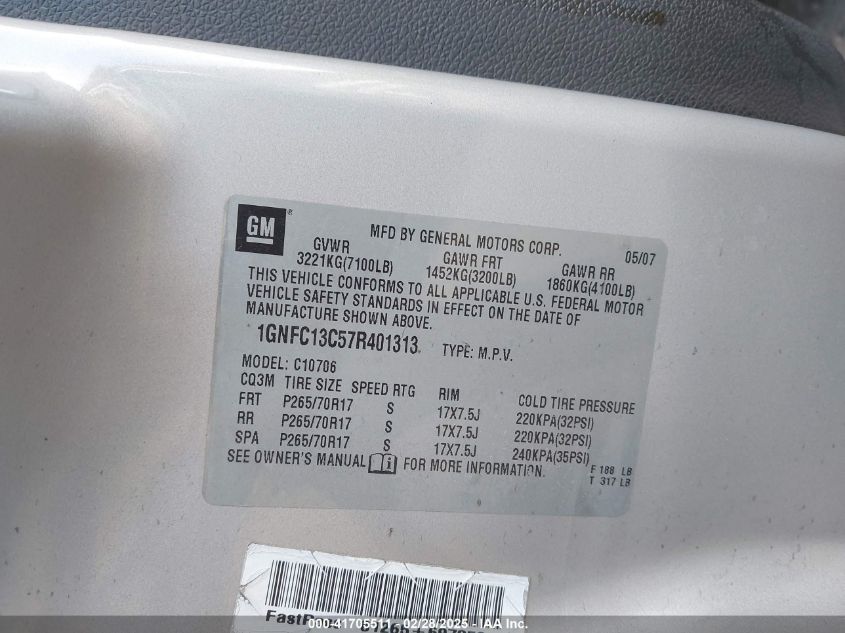 GM ®
MFD BY GENERAL MOTORS CORP. 05/07
GVWR GAWR FRT GAWR RR
3221KG(7100LB) 1452KG(3200LB) 1860KG(4100LB)
THIS VEHICLE CONFORMS TO ALL APPLICABLE U.S. FEDERAL MOTOR
VEHICLE SAFETY STANDARDS IN EFFECT ON THE DATE OF
MANUFACTURE SHOWN ABOVE.
1GNFC13C57R401313 TYPE: M.P.V.
MODEL: C10706
CQ3M TIRE SIZE SPEED RTG RIM COLD TIRE PRESSURE
FRT P265/70R17 S 17X7.5J 220KPA(32PSI)
RR P265/70R17 S 17X7.5J 220KPA(32PSI)
SPA P265/70R17 S 17X7.5J 240KPA(35PSI)
SEE OWNER'S MANUAL i FOR MORE INFORMATION.
F 188 LB
T 317 LB
Stock: 41705511 - 02/28/2025 - IAA Inc.